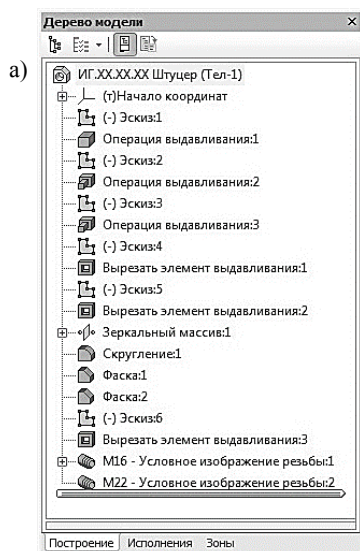 Дерево модели
а)
ИГ.ХХ.ХХ.ХХ Штуцер (Тел-1)
(т)Начало координат
(-) Эскиз:1
Операция выдавливания:1
(-) Эскиз:2
Операция выдавливания:2
(-) Эскиз:3
Операция выдавливания:3
(-) Эскиз:4
Вырезать элемент выдавливания:1
(-) Эскиз:5
Вырезать элемент выдавливания:2
Зеркальный массив:1
Скругление:1
Фаска:1
Фаска:2
(-) Эскиз:6
Вырезать элемент выдавливания:3
М16 - Условное изображение резьбы:1
М22 - Условное изображение резьбы:2
Построение Исполнения Зоны